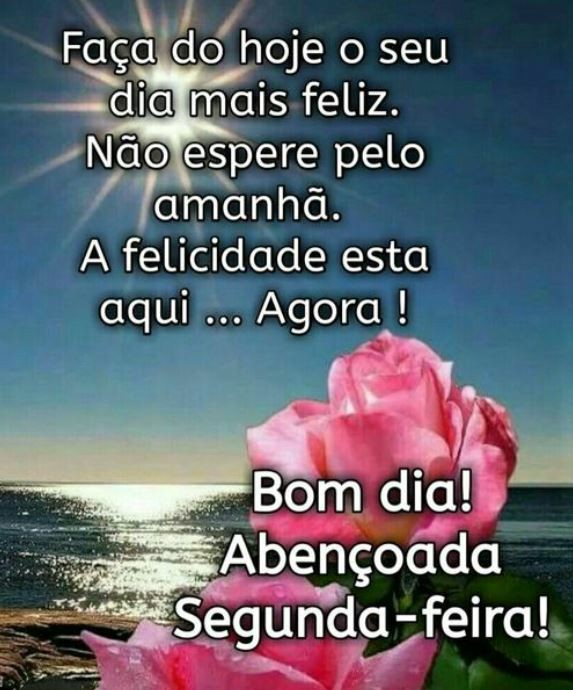 Faça do hoje o seu
dia mais feliz.
Não espere pelo
amanhã.
A felicidade esta
aqui ... Agora !
Bom dia!
Abençoada
Segunda-feira!